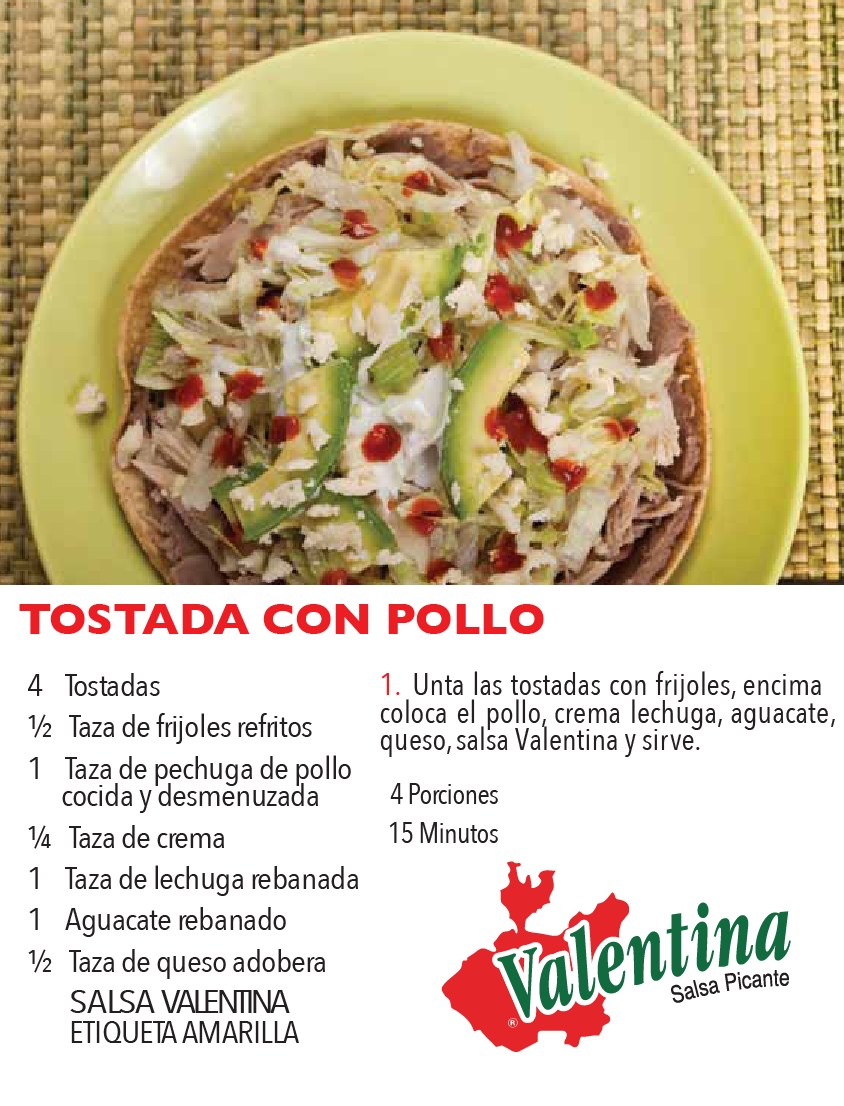 TOSTADA CON POLLO
4 Tostadas
½ Taza de frijoles refritos
1 Taza de pechuga de pollo
cocida y desmenuzada
¼ Taza de crema
1 Taza de lechuga rebanada
1 Aguacate rebanado
½ Taza de queso adobera
SALSA VALENTINA
ETIQUETA AMARILLA
1. Unta las tostadas con frijoles, encima
coloca el pollo, crema lechuga, aguacate,
queso, salsa Valentina y sirve.
4 Porciones
15 Minutos
Valentina
Salsa Picante
®